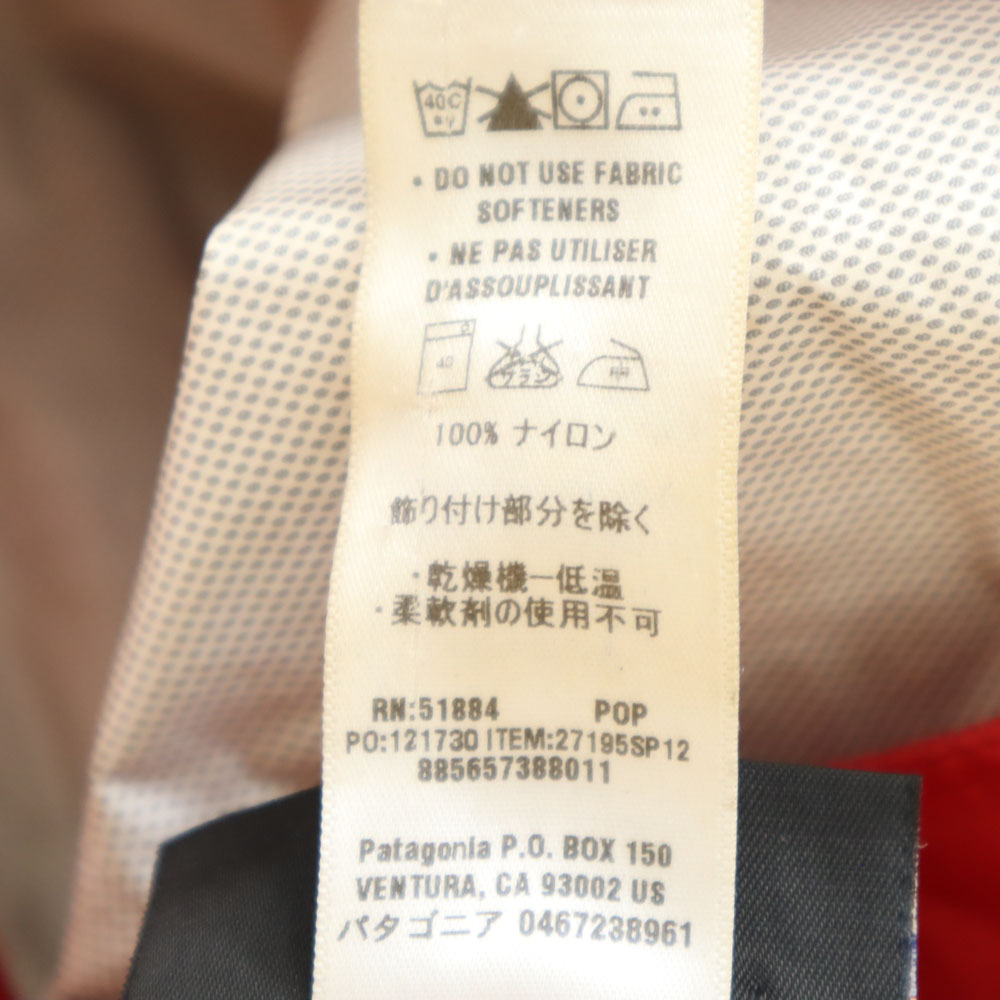 40C
• DO NOT USE FABRIC
SOFTENERS
• NE PAS UTILISER
D'ASSOUPLISSANT
40
100% ナイロン
飾り付け部分を除く
・乾燥機ー低温
・柔軟剤の使用不可
RN:51884 POP
PO:121730 ITEM:27195SP12
885657388011
Patagonia P.O. BOX 150
VENTURA, CA 93002 US
パタゴニア 0467238961